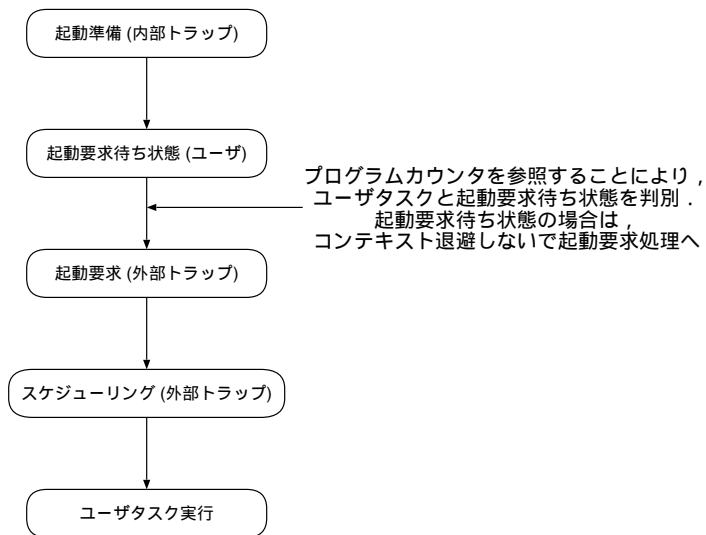 起動準備 (内部トラップ)
起動要求待ち状態 (ユーザ)
プログラムカウンタを参照することにより，
ユーザタスクと起動要求待ち状態を判別．
起動要求待ち状態の場合は，
コンテキスト退避しないで起動要求処理へ
起動要求 (外部トラップ)
スケジューリング (外部トラップ)
ユーザタスク実行